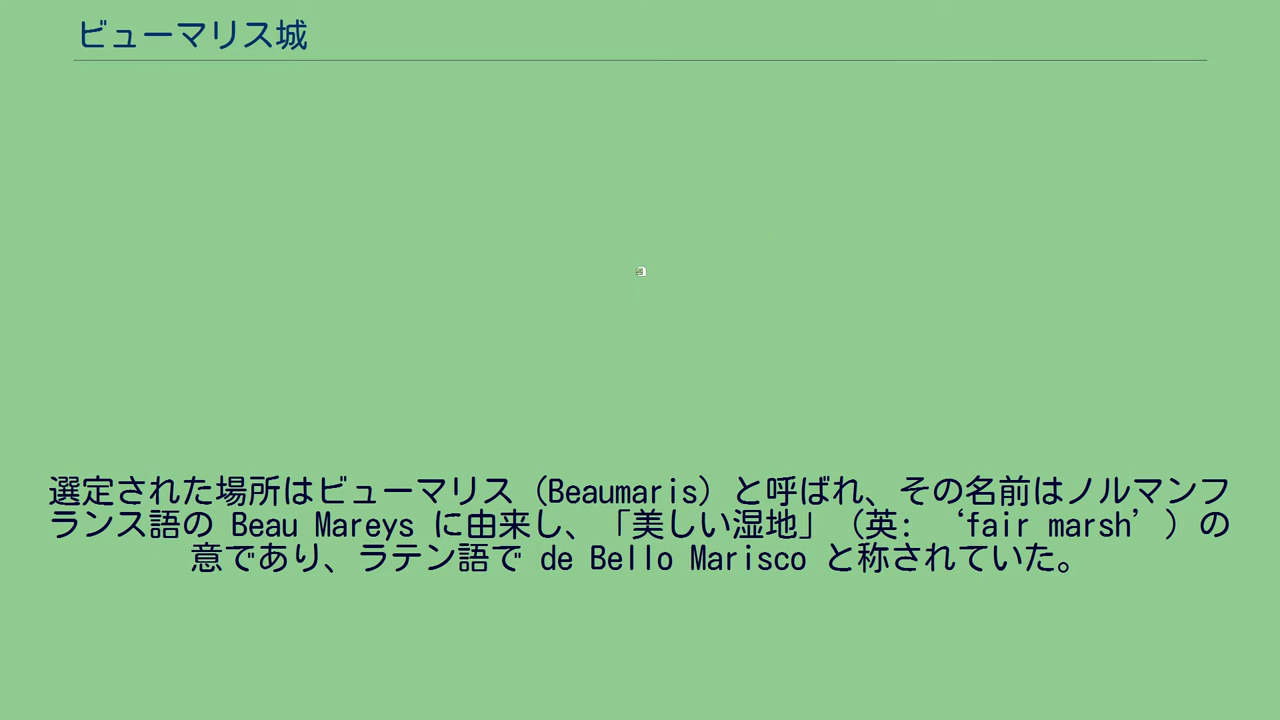 ビューマリス城
選定された場所はビューマリス（Beaumaris）と呼ばれ、その名前はノルマンフ
ランス語の Beau Mareys に由来し、「美しい湿地」（英: ‘fair marsh’）の
意であり、ラテン語で de Bello Marisco と称されていた。